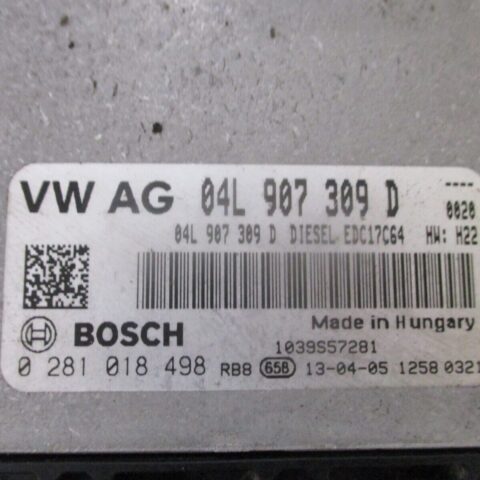 VW AG 04L 907 309 D ---- 0020
04L 907 309 D DIESEL EDC17C64 HW: H22
BOSCH Made in Hungary
1039S57281
0 281 018 498 RB8 65B 13-04-05 1258 0321